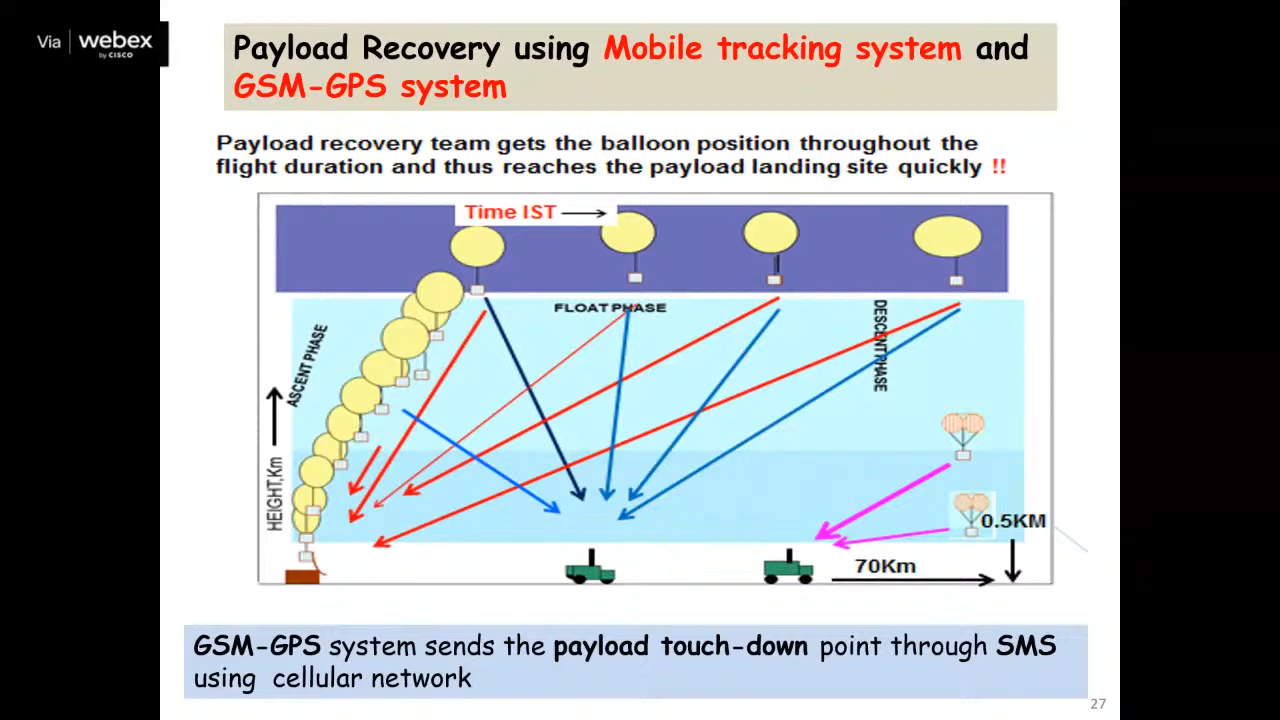 Via webex
by CISCO
Payload Recovery using Mobile tracking system and
GSM-GPS system
Payload recovery team gets the balloon position throughout the
flight duration and thus reaches the payload landing site quickly !!
Time IST
FLOAT PHASE
ASCENT PHASE
DESCENT PHASE
HEIGHT,Km
0.5KM
70Km
GSM-GPS system sends the payload touch-down point through SMS
using cellular network
27